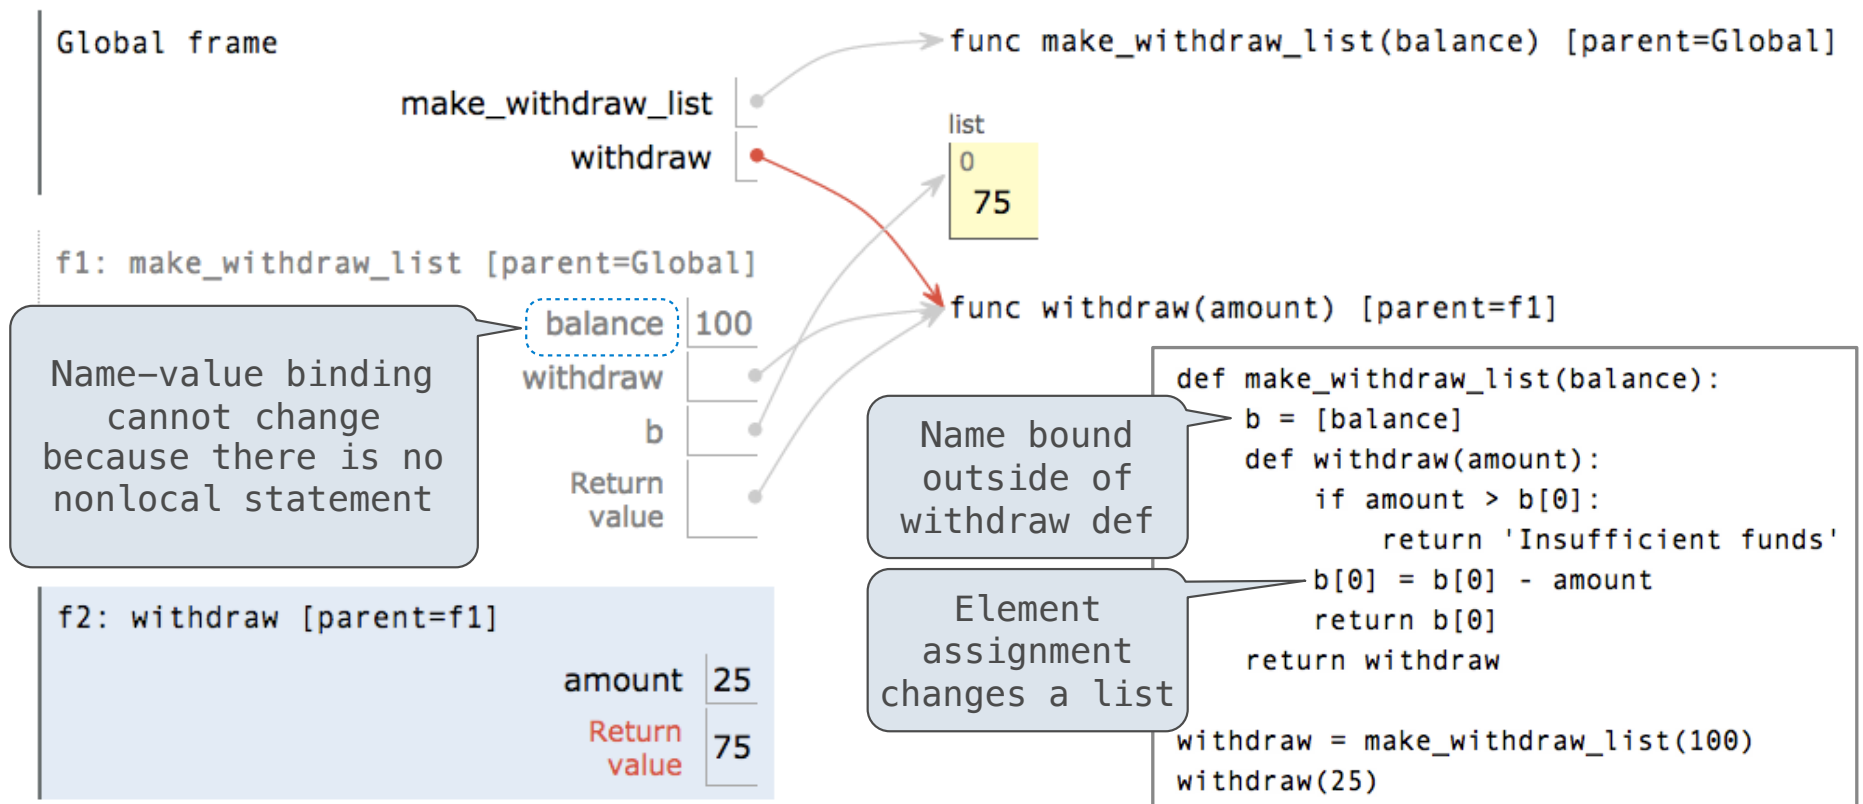 Global frame
make_withdraw_list
withdraw
func make_withdraw_list(balance) [parent=Global]
list
0
75
f1: make_withdraw_list [parent=Global]
balance 100
withdraw
b
Return
value
func withdraw(amount) [parent=f1]
Name–value binding
cannot change
because there is no
nonlocal statement
f2: withdraw [parent=f1]
amount 25
Return
value 75
Name bound
outside of
withdraw def
Element
assignment
changes a list
def make_withdraw_list(balance):
    b = [balance]
    def withdraw(amount):
        if amount > b[0]:
            return 'Insufficient funds'
        b[0] = b[0] - amount
        return b[0]
    return withdraw
withdraw = make_withdraw_list(100)
withdraw(25)